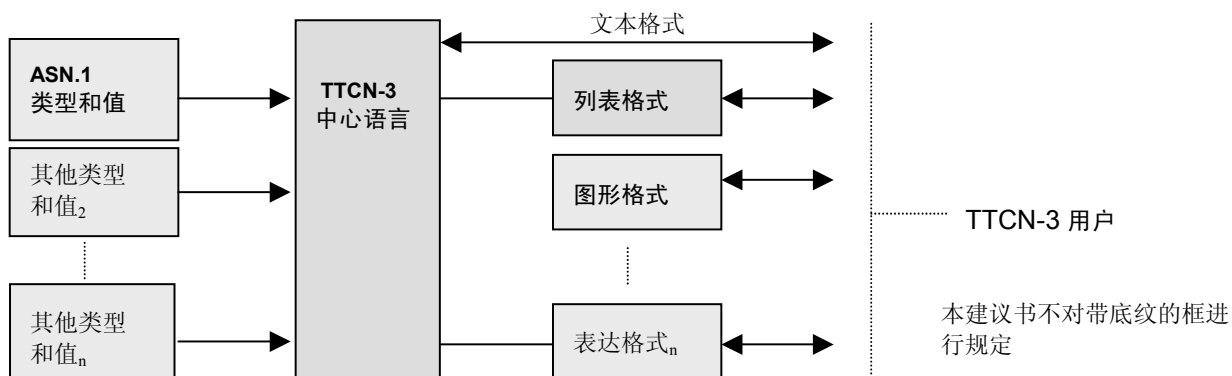 文本格式
ASN.1
类型和值
TTCN-3
中心语言
列表格式
其他类型
和值2
图形格式
TTCN-3 用户
其他类型
和值n
表达格式n
本建议书不对带底纹的框进
行规定